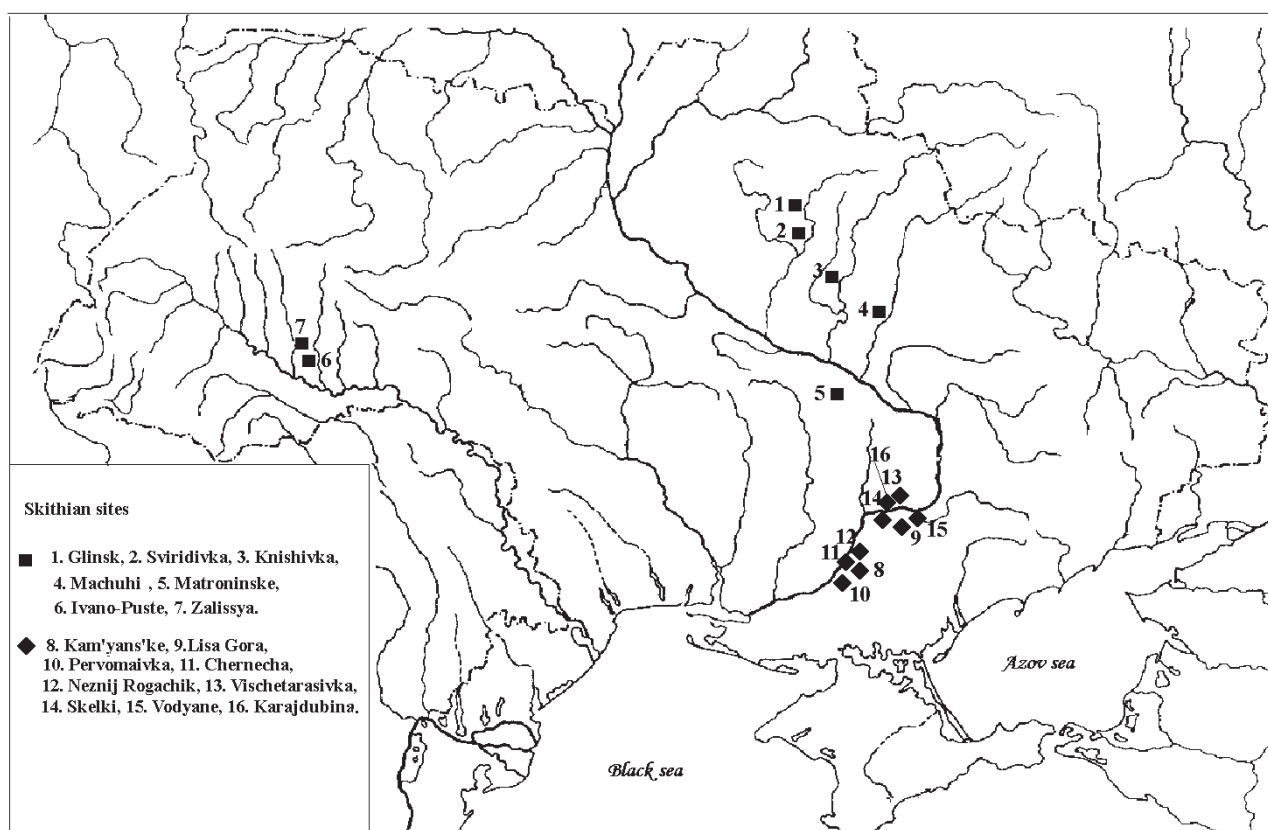 1
2
3
4
7
6
5
16
13
14
15
9
12
11
8
10
Skithian sites
1. Glinsk, 2. Sviridivka, 3. Knishivka,
4. Machuhi , 5. Matroninske,
6. Ivano-Puste, 7. Zalissya.
8. Kam'yans'ke, 9.Lisa Gora,
10. Pervomaivka, 11. Chernecha,
12. Neznij Rogachik, 13. Vischetarasivka,
14. Skelki, 15. Vodyane, 16. Karajdubina.
Azov sea
Black sea